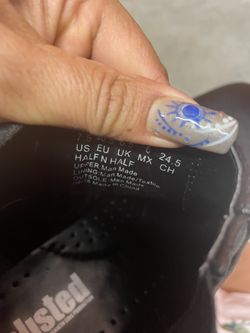 24.5
US EU UK MX CH
HALF N HALF
UPPER:Man Made
LINING:Man Made/Textile
OUTSOLE:Man Made
Made in China
listed